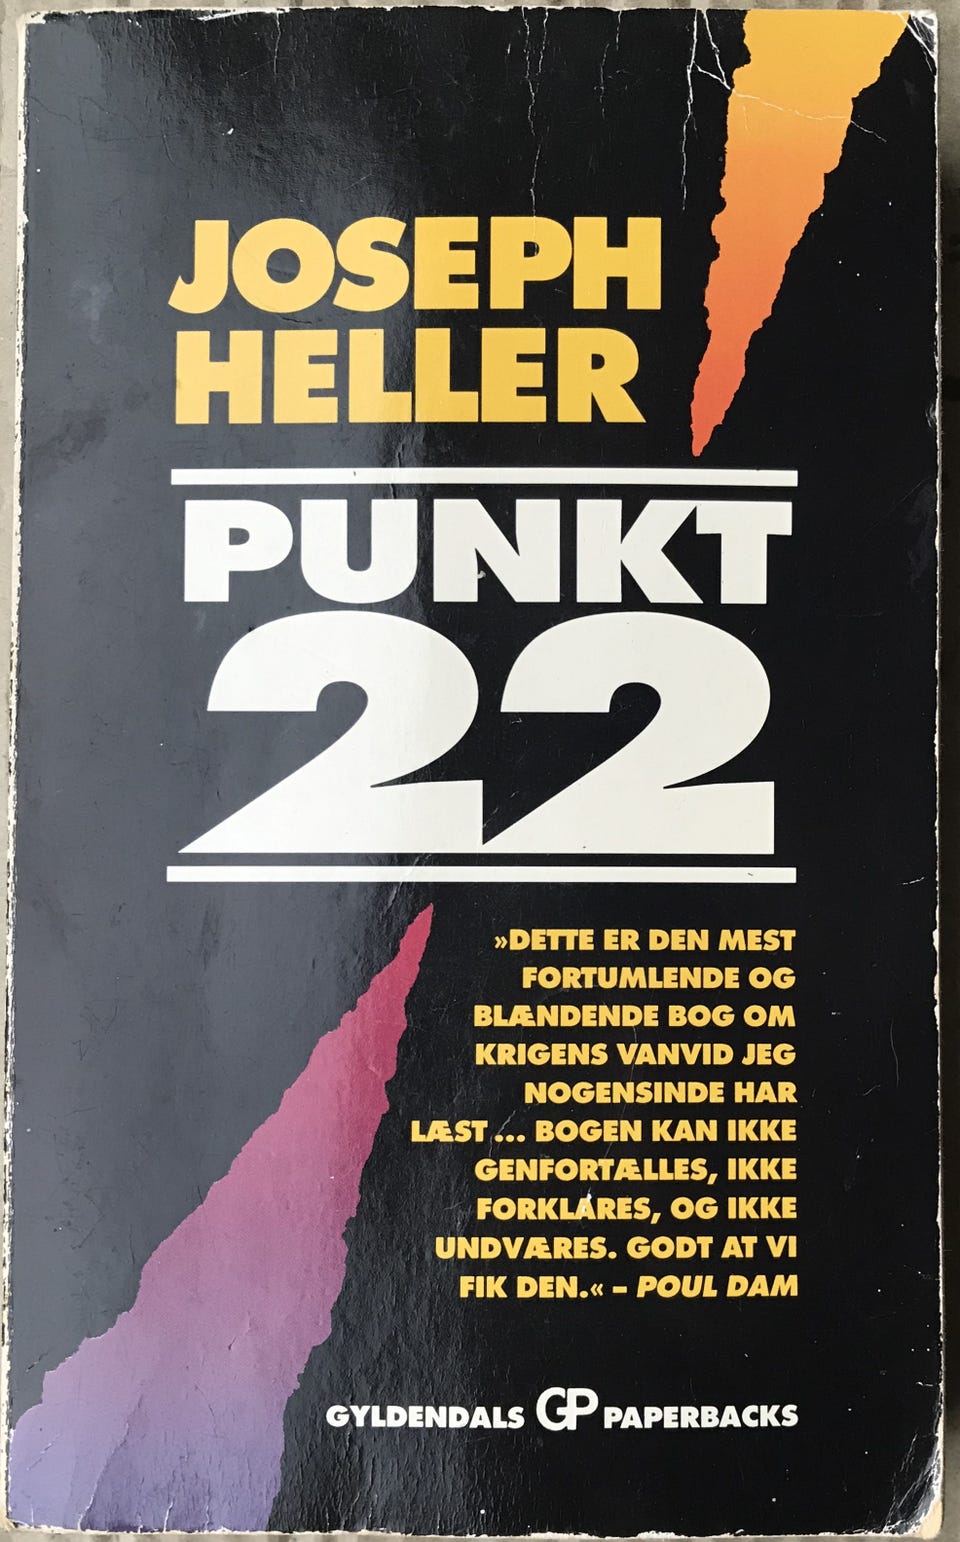 JOSEPH
HELLER
PUNKT
22
»DETTE ER DEN MEST
FORTUMLENDE OG
BLÆNDENDE BOG OM
KRIGENS VANVID JEG
NOGENSINDE HAR
LÆST ... BOGEN KAN IKKE
GENFORTÆLLES, IKKE
FORKLARES, OG IKKE
UNDVÆRES. GODT AT VI
FIK DEN.« – POUL DAM
GYLDENDALS GP PAPERBACKS